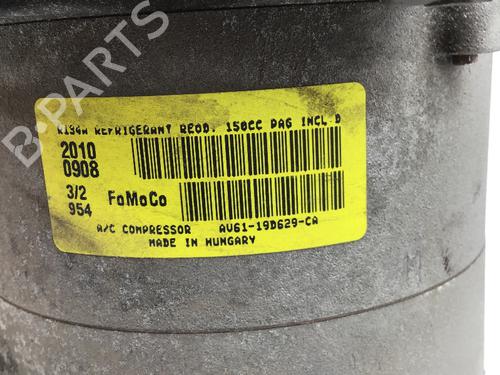 R134A REFRIGERANT REQD. 150CC PAG INCL D
2010
0908
3/2
954
FoMoCo
A/C COMPRESSOR AV61-19D629-CA
MADE IN HUNGARY
B-PARTS